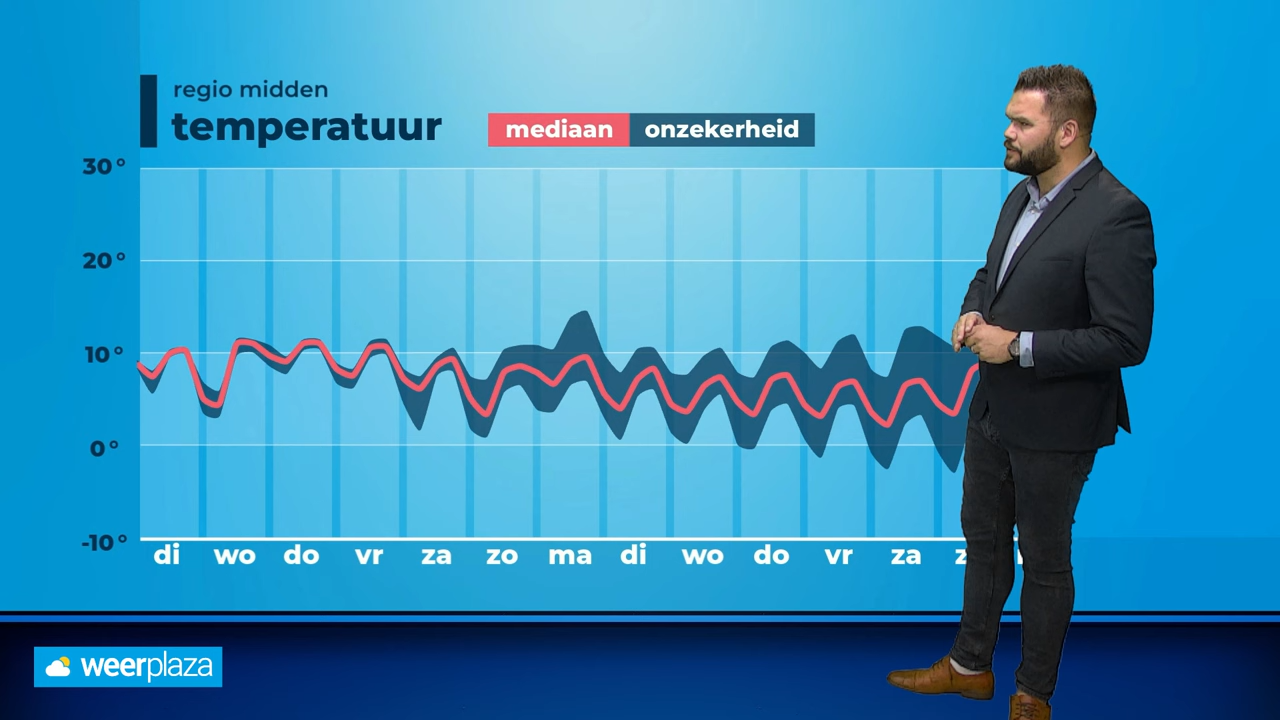 regio midden
temperatuur
mediaan onzekerheid
30°
20°
10°
0°
-10°
di wo do vr za zo ma di wo do vr za z
weerplaza